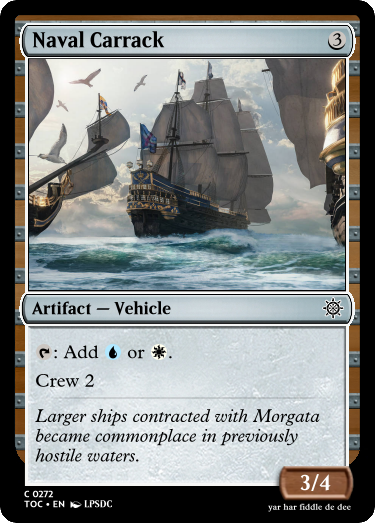 Naval Carrack
3
Artifact — Vehicle
: Add or .
Crew 2
Larger ships contracted with Morgata
became commonplace in previously
hostile waters.
3/4
C 0272
TOC • EN LPSDC
yar har fiddle de dee